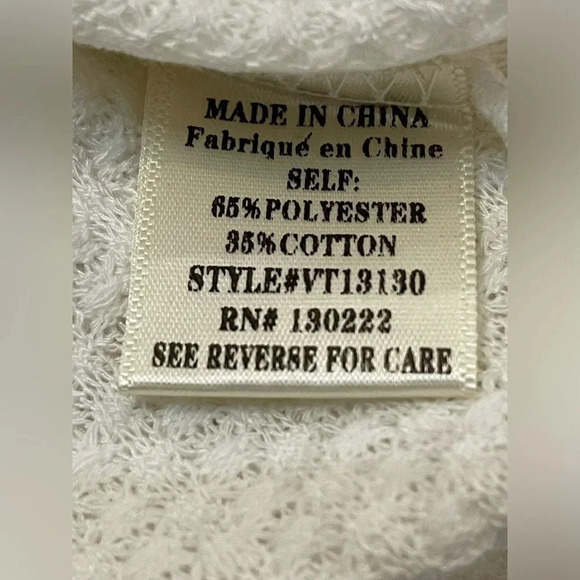 MADE IN CHINA
Fabriqué en Chine
SELF:
65% POLYESTER
35% COTTON
STYLE#VT13130
RN# 130222
SEE REVERSE FOR CARE